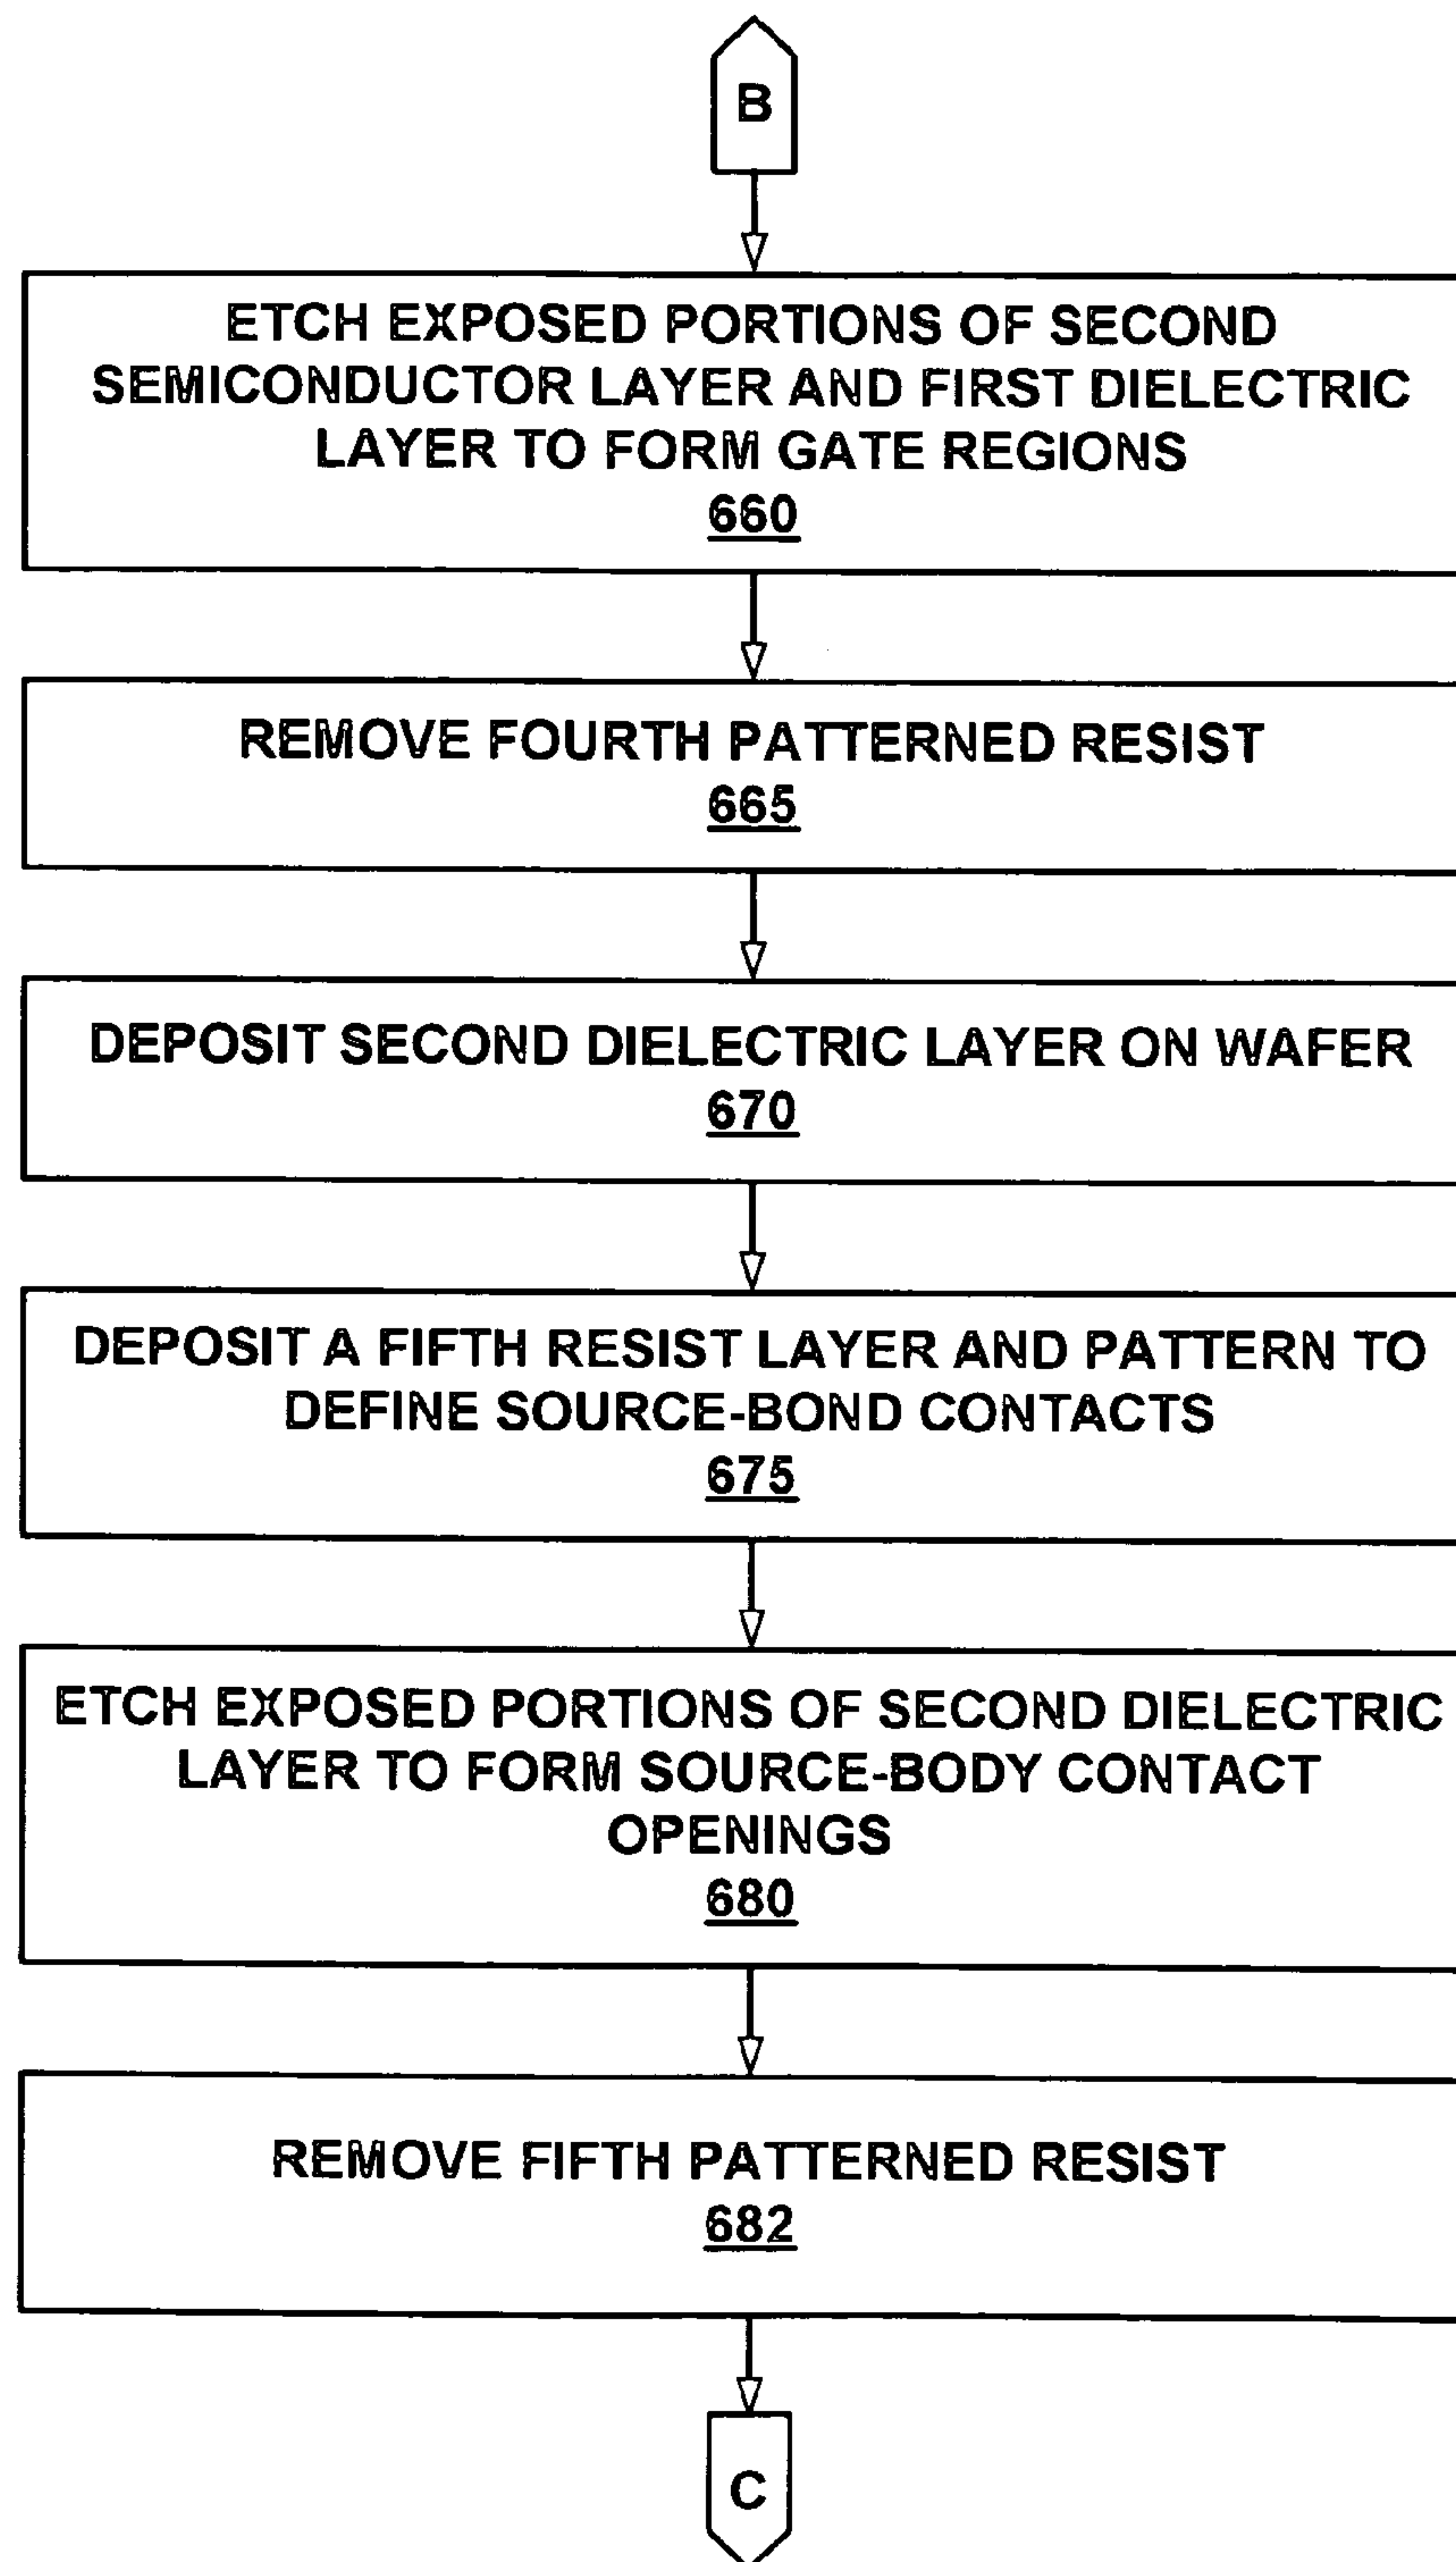 B
ETCH EXPOSED PORTIONS OF SECOND
SEMICONDUCTOR LAYER AND FIRST DIELECTRIC
LAYER TO FORM GATE REGIONS
660
REMOVE FOURTH PATTERNED RESIST
665
DEPOSIT SECOND DIELECTRIC LAYER ON WAFER
670
DEPOSIT A FIFTH RESIST LAYER AND PATTERN TO
DEFINE SOURCE-BOND CONTACTS
675
ETCH EXPOSED PORTIONS OF SECOND DIELECTRIC
LAYER TO FORM SOURCE-BODY CONTACT
OPENINGS
680
REMOVE FIFTH PATTERNED RESIST
682
C